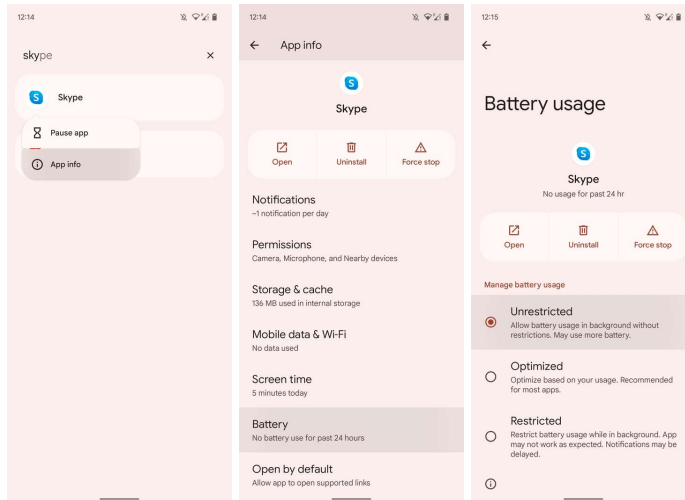 12:14
skype
Skype
Pause app
App info
12:14
App info
Skype
Open
Uninstall
Force stop
Notifications
~1 notification per day
Permissions
Camera, Microphone, and Nearby devices
Storage & cache
136 MB used in internal storage
Mobile data & Wi-Fi
No data used
Screen time
5 minutes today
Battery
No battery use for past 24 hours
Open by default
Allow app to open supported links
12:15
Battery usage
Skype
No usage for past 24 hr
Open
Uninstall
Force stop
Manage battery usage
Unrestricted
Allow battery usage in background without
restrictions. May use more battery.
Optimized
Optimize based on your usage. Recommended
for most apps.
Restricted
Restrict battery usage while in background. App
may not work as expected. Notifications may be
delayed.